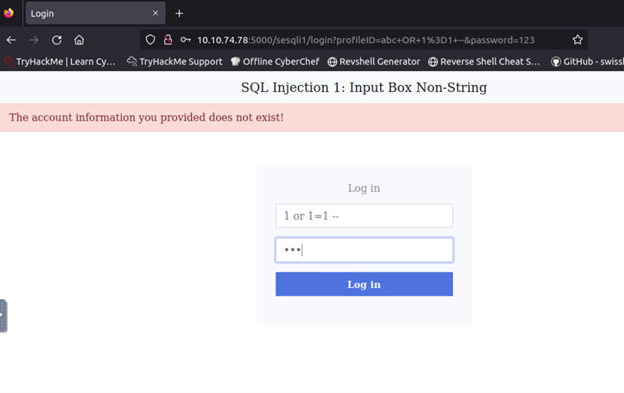 Login
10.10.74.78:5000/sesqli1/login?profileID=abc+OR+1%3D1+--&password=123
TryHackMe | Learn Cy… TryHackMe Support Offline CyberChef Revshell Generator Reverse Shell Cheat S… GitHub - swissl
SQL Injection 1: Input Box Non-String
The account information you provided does not exist!
Log in
1 or 1=1 --
•••
Log in